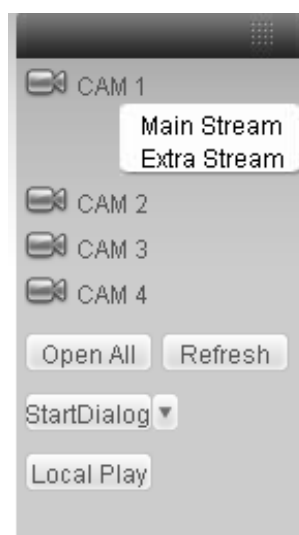 CAM 1
Main Stream
Extra Stream
CAM 2
CAM 3
CAM 4
Open All Refresh
StartDialog
Local Play